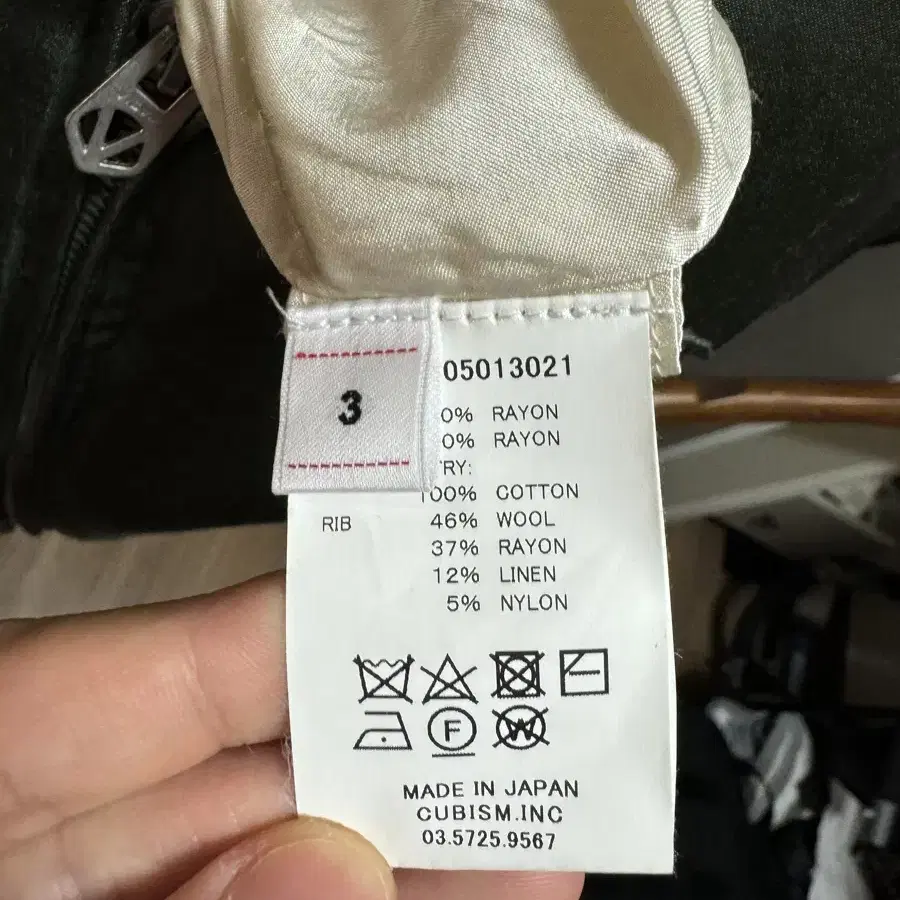 3
05013021
0% RAYON
0% RAYON
RY:
100% COTTON
RIB 46% WOOL
37% RAYON
12% LINEN
5% NYLON
F
W
MADE IN JAPAN
CUBISM.INC
03.5725.9567